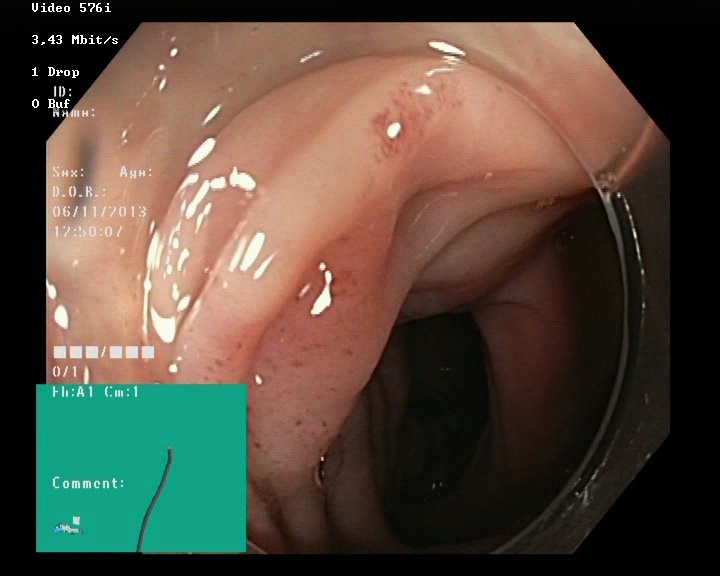 Video 576i
3,43 Mbit/s
1 Drop
0 Buf
ID:
Name:
Sex: Age:
D.O.B.:
06/11/2013
12:50:07
0/1
Eh:A1 Cm:1
Comment: